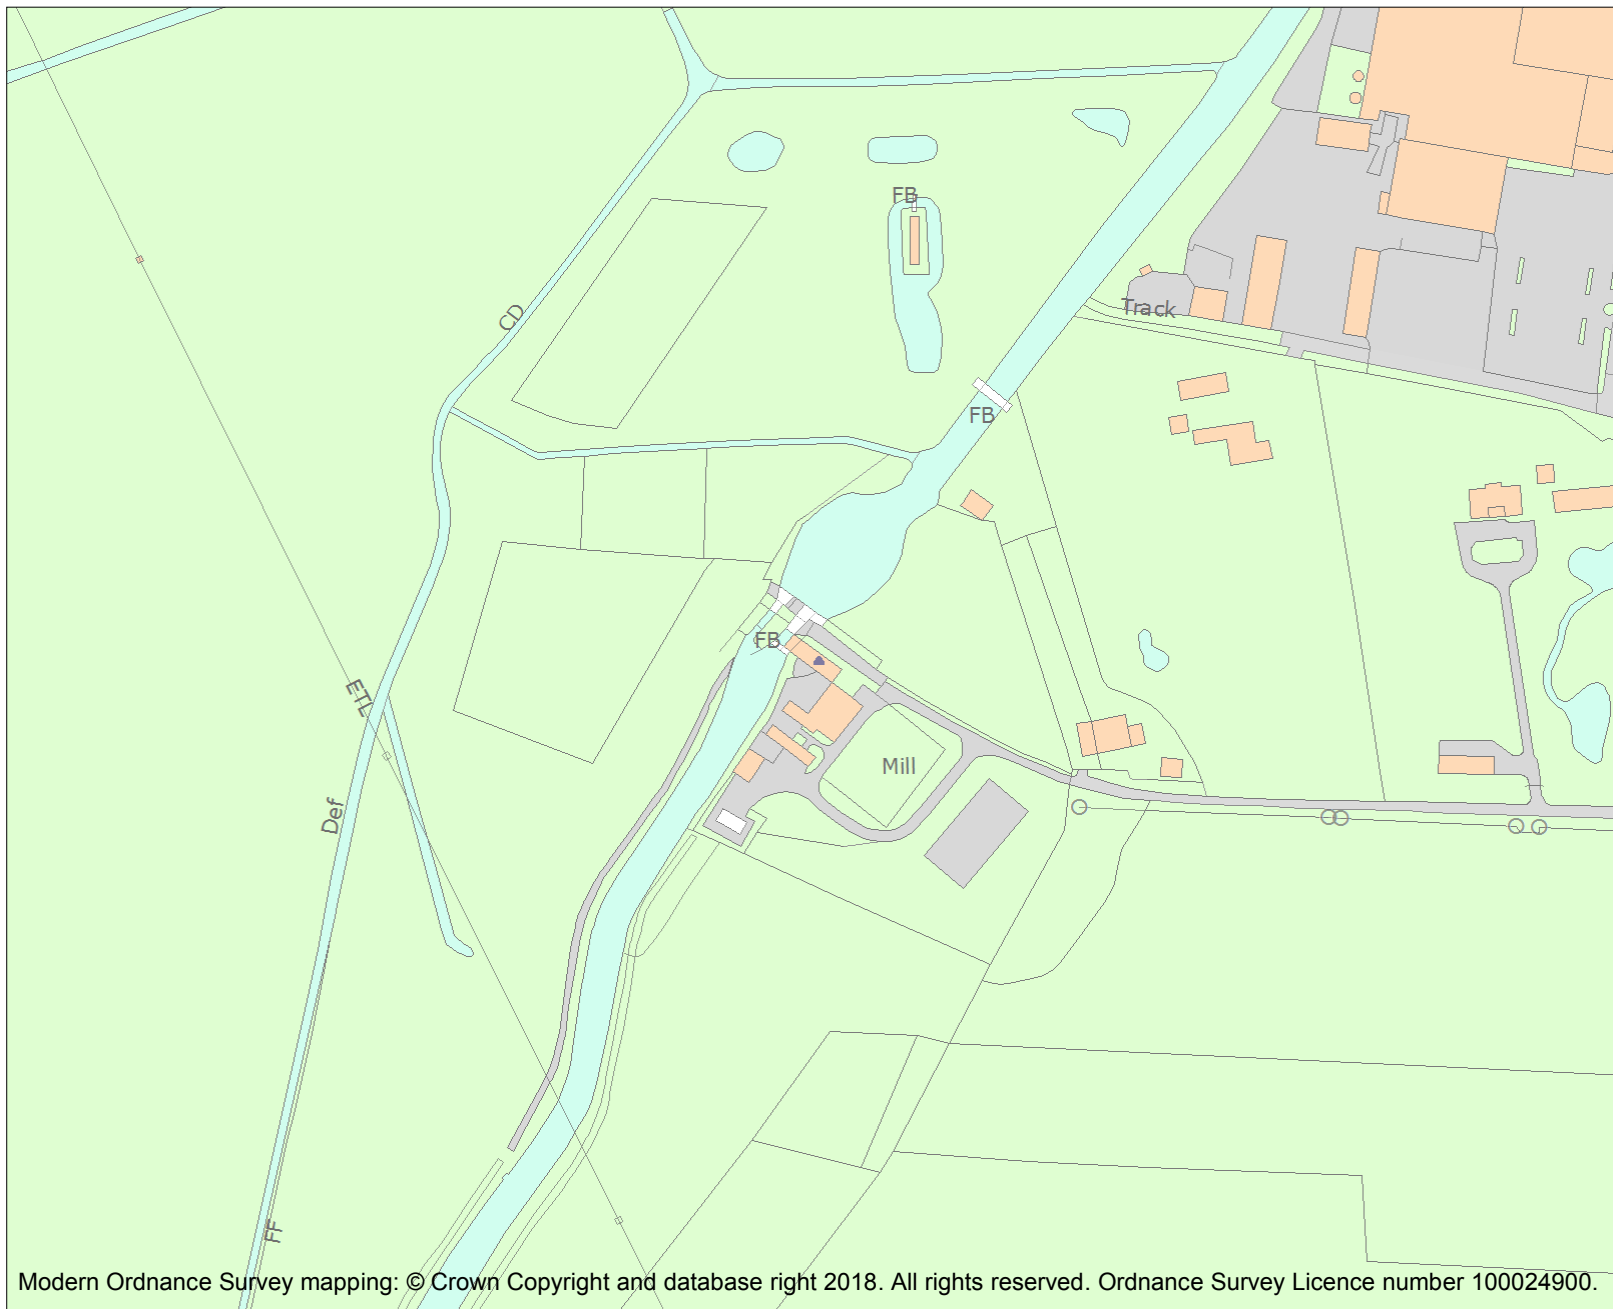 FB
Track
CD
FB
FB
ETL
Mill
Def
FF
Modern Ordnance Survey mapping: © Crown Copyright and database right 2018. All rights reserved. Ordnance Survey Licence number 100024900.